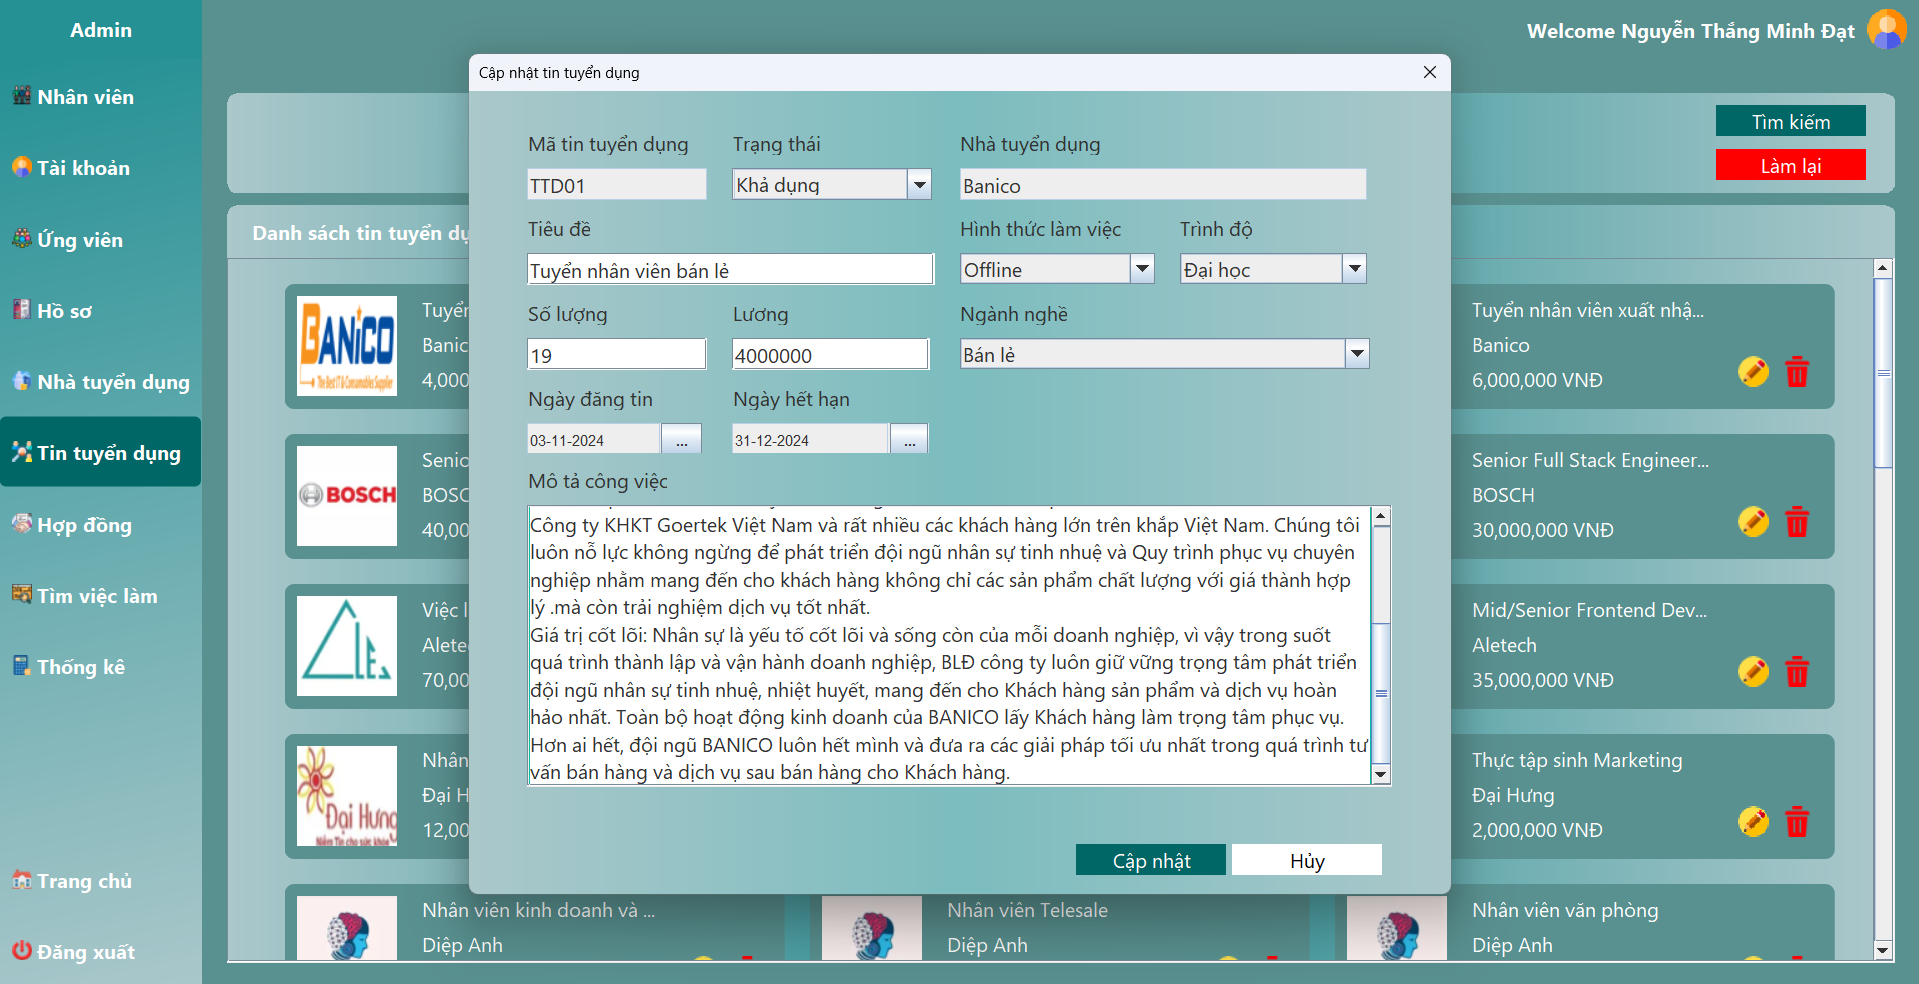 Admin
Nhân viên
Tài khoản
Ứng viên
Hồ sơ
Nhà tuyển dụng
Tin tuyển dụng
Hợp đồng
Tìm việc làm
Thống kê
Trang chủ
Đăng xuất
Welcome Nguyễn Thắng Minh Đạt
Tìm kiếm
Làm lại
Danh sách tin tuyển dụ
Cập nhật tin tuyển dụng
Mã tin tuyển dụng
Trạng thái
Nhà tuyển dụng
TTD01
Khả dụng
Banico
Tiêu đề
Hình thức làm việc
Trình độ
Tuyển nhân viên bán lẻ
Offline
Đại học
Số lượng
Lương
Ngành nghề
19
4000000
Bán lẻ
Ngày đăng tin
Ngày hết hạn
03-11-2024
...
31-12-2024
...
Mô tả công việc
Công ty KHKT Goertek Việt Nam và rất nhiều các khách hàng lớn trên khắp Việt Nam. Chúng tôi
luôn nỗ lực không ngừng để phát triển đội ngũ nhân sự tinh nhuệ và Quy trình phục vụ chuyên
nghiệp nhằm mang đến cho khách hàng không chỉ các sản phẩm chất lượng với giá thành hợp
lý .mà còn trải nghiệm dịch vụ tốt nhất.
Giá trị cốt lõi: Nhân sự là yếu tố cốt lõi và sống còn của mỗi doanh nghiệp, vì vậy trong suốt
quá trình thành lập và vận hành doanh nghiệp, BLĐ công ty luôn giữ vững trọng tâm phát triển
đội ngũ nhân sự tinh nhuệ, nhiệt huyết, mang đến cho Khách hàng sản phẩm và dịch vụ hoàn
hảo nhất. Toàn bộ hoạt động kinh doanh của BANICO lấy Khách hàng làm trọng tâm phục vụ.
Hơn ai hết, đội ngũ BANICO luôn hết mình và đưa ra các giải pháp tối ưu nhất trong quá trình tư
vấn bán hàng và dịch vụ sau bán hàng cho Khách hàng.
Cập nhật
Hủy
BANiCO
The Best IT & Consumables Supplier
Tuyển
Banic
4,000
Tuyển nhân viên xuất nhậ...
Banico
6,000,000 VNĐ
BOSCH
Senio
BOSC
40,00
Senior Full Stack Engineer...
BOSCH
30,000,000 VNĐ
Việc l
Alete
70,00
Mid/Senior Frontend Dev...
Aletech
35,000,000 VNĐ
Đại Hưng
Niềm Tin cho sức khỏe
Nhân
Đại H
12,00
Thực tập sinh Marketing
Đại Hưng
2,000,000 VNĐ
Nhân viên kinh doanh và ...
Diệp Anh
Nhân viên Telesale
Diệp Anh
Nhân viên văn phòng
Diệp Anh